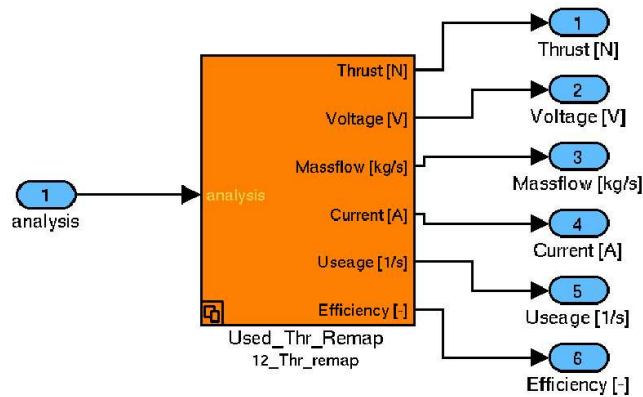 1
Thrust [N]
Thrust [N]
2
Voltage [V]
Voltage [V]
3
Massflow [kg/s]
Massflow [kg/s]
1
analysis
analysis
4
Current [A]
Current [A]
Useage [1/s]
5
Useage [1/s]
Efficiency [-]
6
Efficiency [-]
Used_Thr_Remap
12_Thr_remap